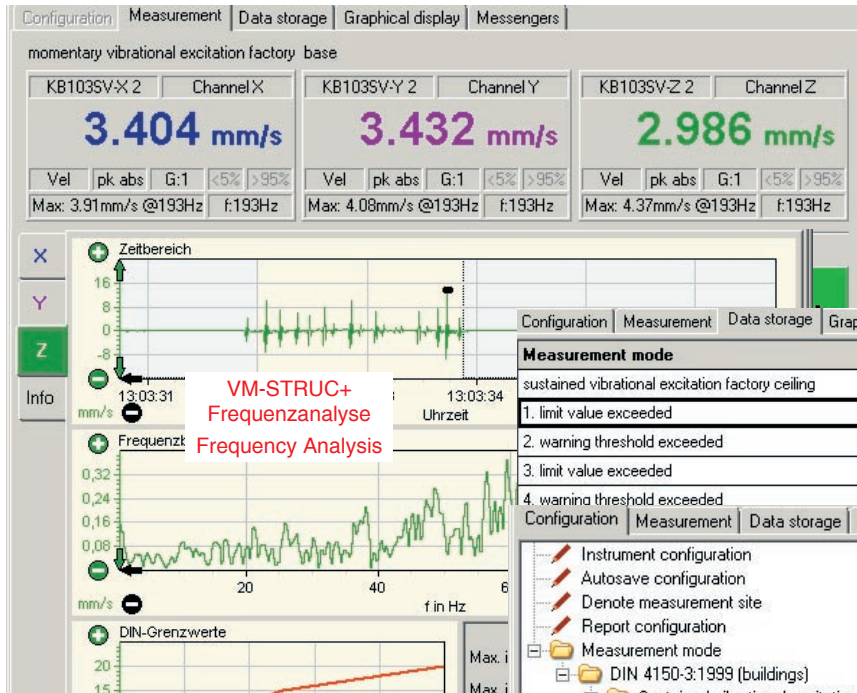 Configuration Measurement Data storage Graphical display Messengers
momentary vibrational excitation factory base
KB103SV-X 2 Channel X
3.404 mm/s
Vel pk abs G:1 <5% >95%
Max: 3.91mm/s @193Hz f:193Hz
KB103SV-Y 2 Channel Y
3.432 mm/s
Vel pk abs G:1 <5% >95%
Max: 4.08mm/s @193Hz f:193Hz
KB103SV-Z 2 Channel Z
2.986 mm/s
Vel pk abs G:1 <5% >95%
Max: 4.37mm/s @193Hz f:193Hz
X
Y
Z
Info
Zeitbereich
16
8
0
-8
mm/s
13:03:31 3 13:03:34
Uhrzeit
VM-STRUC+
Frequenzanalyse
Frequency Analysis
Frequenzb
0,32
0,24
0,16
0,08
mm/s
20 40 6
f in Hz
DIN-Grenzwerte
20
15
Max. i
Max. i
Configuration Measurement Data storage Grap
Measurement mode
sustained vibrational excitation factory ceiling
1. limit value exceeded
2. warning threshold exceeded
3. limit value exceeded
4. warning threshold exceeded
Configuration Measurement Data storage
Instrument configuration
Autosave configuration
Denote measurement site
Report configuration
Measurement mode
DIN 4150-3:1999 (buildings)